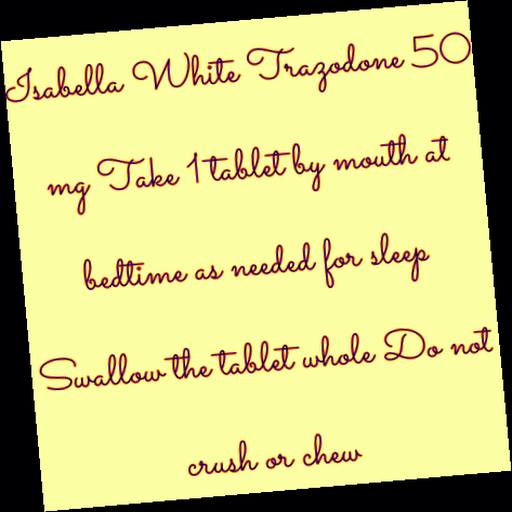 Isabella White Trazodone 50
mg Take 1 tablet by mouth at
bedtime as needed for sleep
Swallow the tablet whole Do not
crush or chew